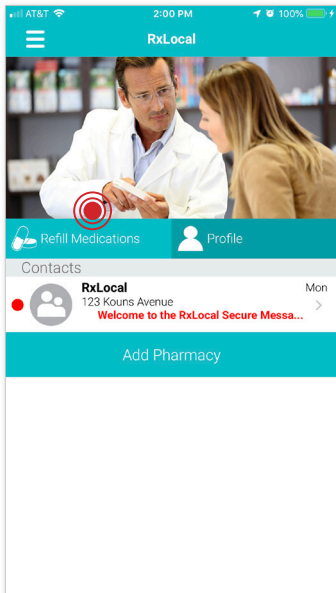 AT&T 2:00 PM 100%
RxLocal
Refill Medications Profile
Contacts
RxLocal Mon
123 Kouns Avenue
Welcome to the RxLocal Secure Messa...
Add Pharmacy